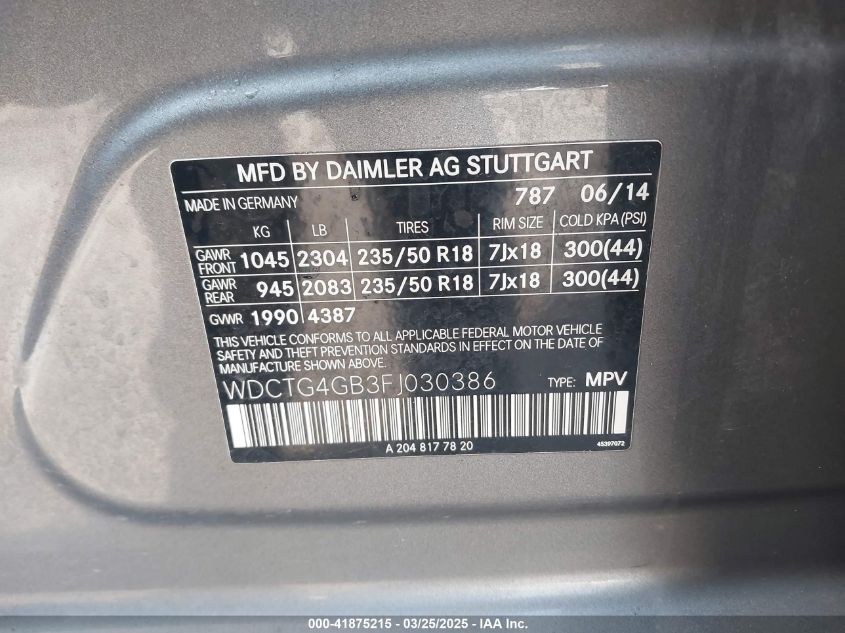 MFD BY DAIMLER AG STUTTGART
MADE IN GERMANY 787 06/14
KG LB TIRES RIM SIZE COLD KPA (PSI)
GAWR FRONT 1045 2304 235/50 R18 7Jx18 300(44)
GAWR REAR 945 2083 235/50 R18 7Jx18 300(44)
GVWR 1990 4387
THIS VEHICLE CONFORMS TO ALL APPLICABLE FEDERAL MOTOR VEHICLE
SAFETY AND THEFT PREVENTION STANDARDS IN EFFECT ON THE DATE OF
MANUFACTURE SHOWN ABOVE.
WDCTG4GB3FJ030386 TYPE: MPV
A 204 817 78 20 45397072
000-41875215 - 03/25/2025 - IAA Inc.